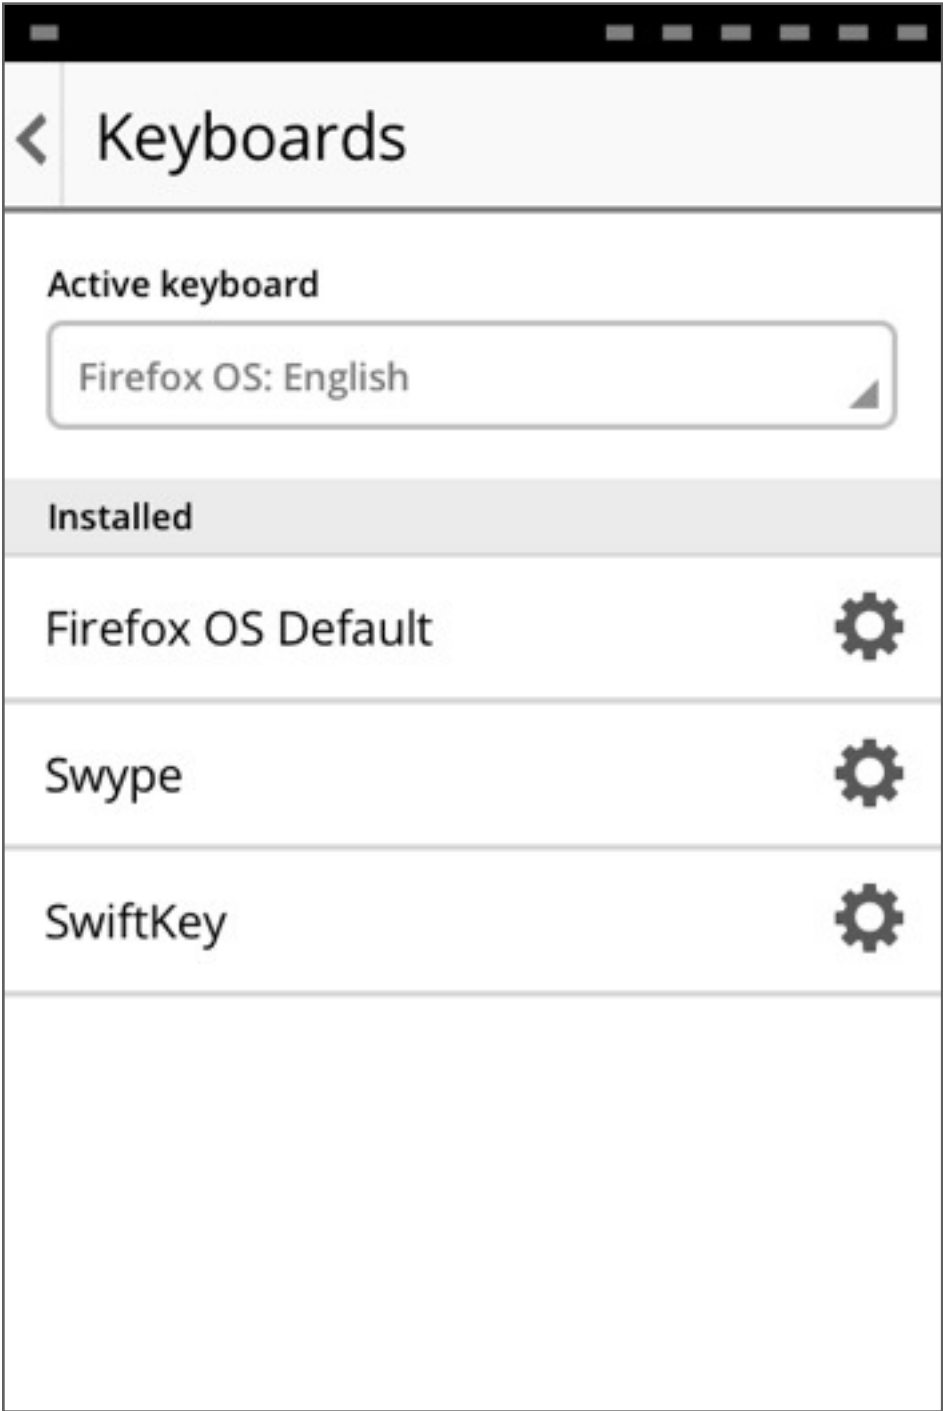 Keyboards
Active keyboard
Firefox OS: English
Installed
Firefox OS Default
Swype
SwiftKey